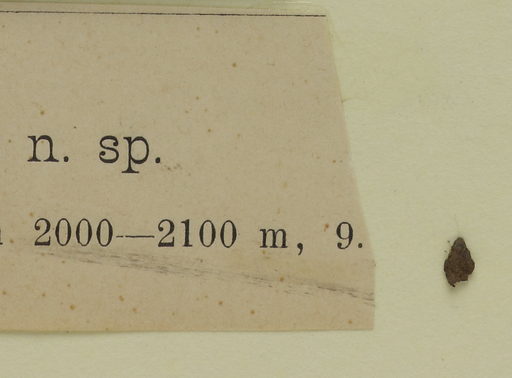 n. sp.
2000—2100 m, 9.